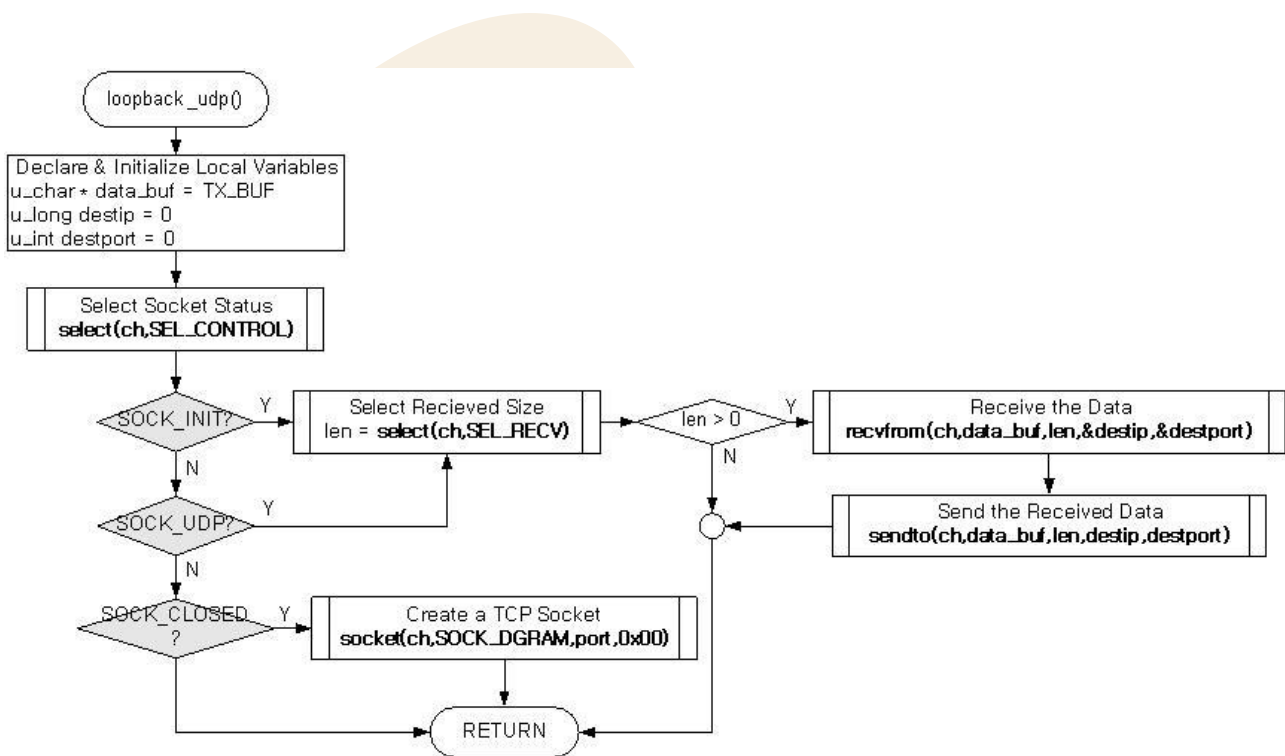 loopback_udp()
Declare & Initialize Local Variables
u_char * data_buf = TX_BUF
u_long destip = 0
u_int destport = 0
Select Socket Status
select(ch,SEL_CONTROL)
SOCK_INIT?
Y
Select Recieved Size
len = select(ch,SEL_RECV)
len > 0
Y
Receive the Data
recvfrom(ch,data_buf,len,&destip,&destport)
N
N
SOCK_UDP?
Y
Send the Received Data
sendto(ch,data_buf,len,destip,destport)
N
SOCK_CLOSED
?
Y
Create a TCP Socket
socket(ch,SOCK_DGRAM,port,0x00)
RETURN